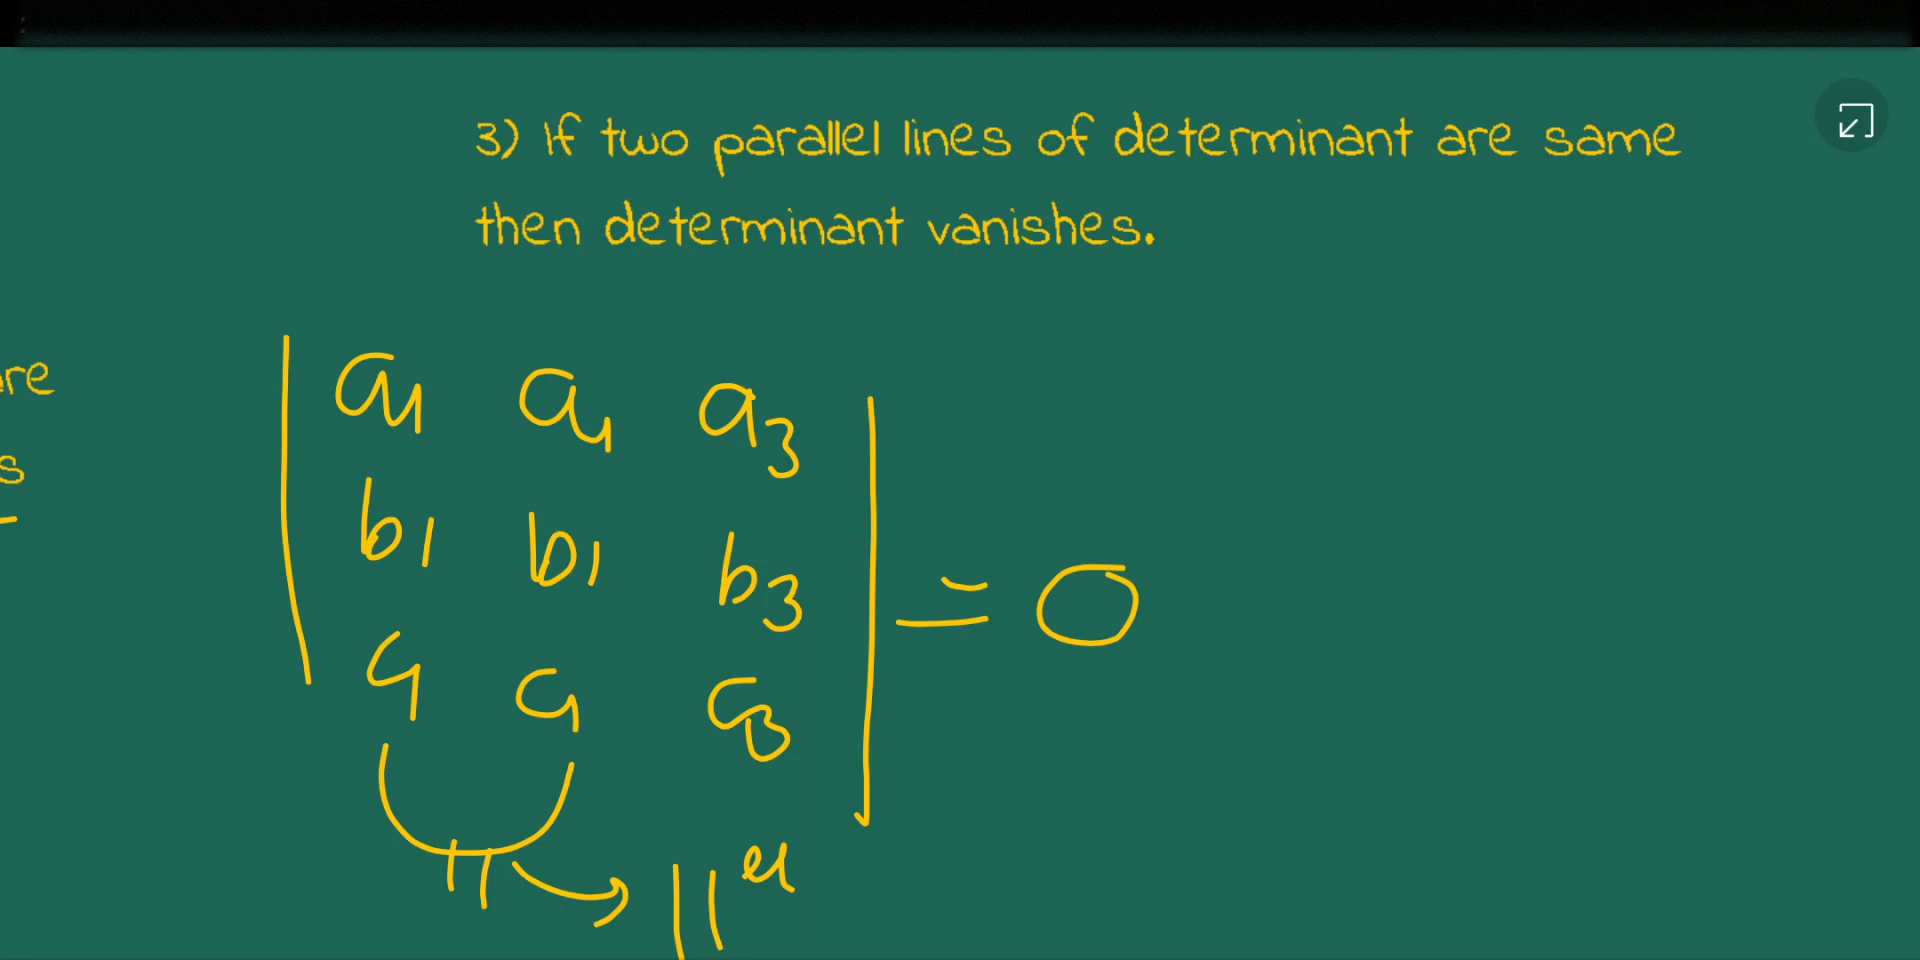 3) If two parallel lines of determinant are same
then determinant vanishes.
re
s
a1 a1 a3
b1 b1 b3
c1 c1 c3
= 0
|| el